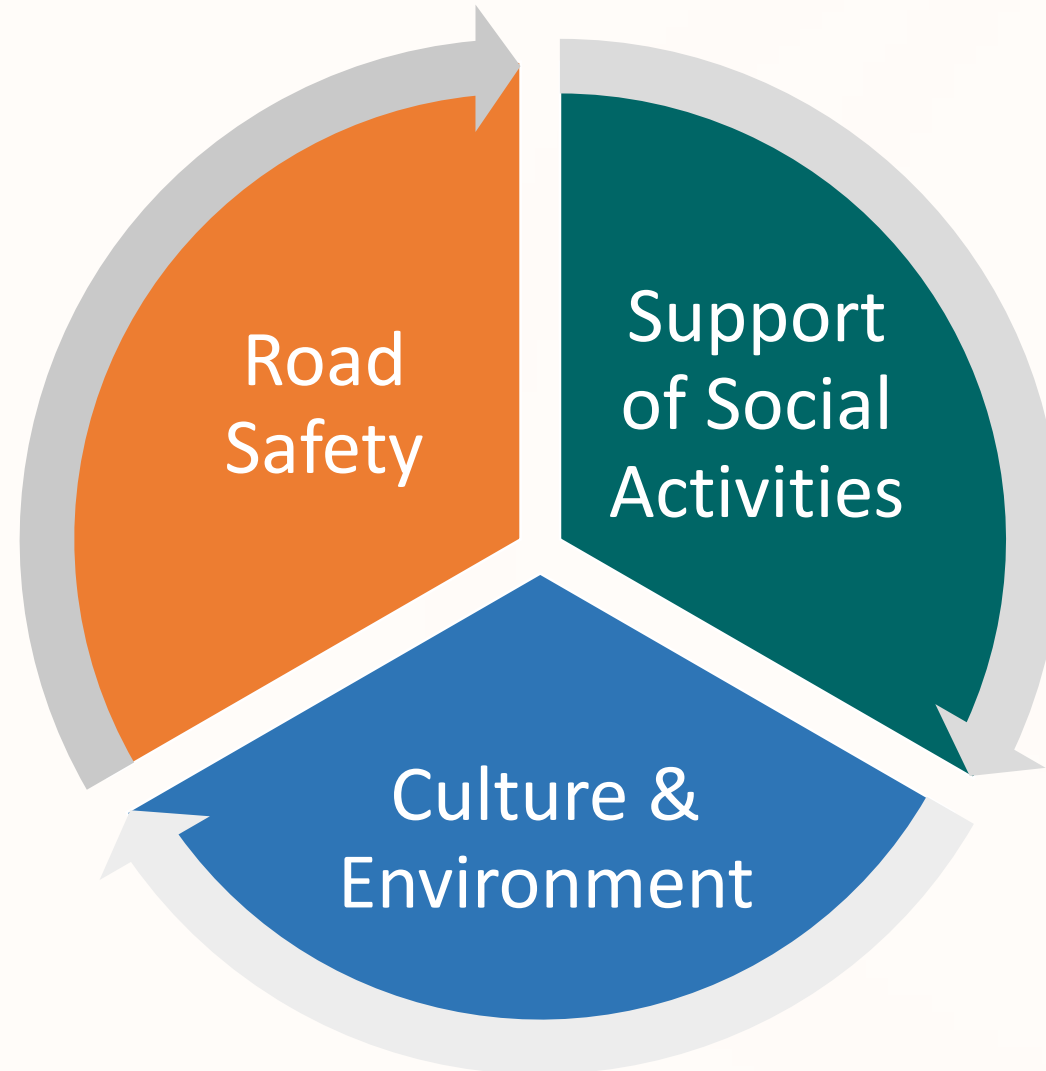 Road
Safety
Support
of Social
Activities
Culture &
Environment